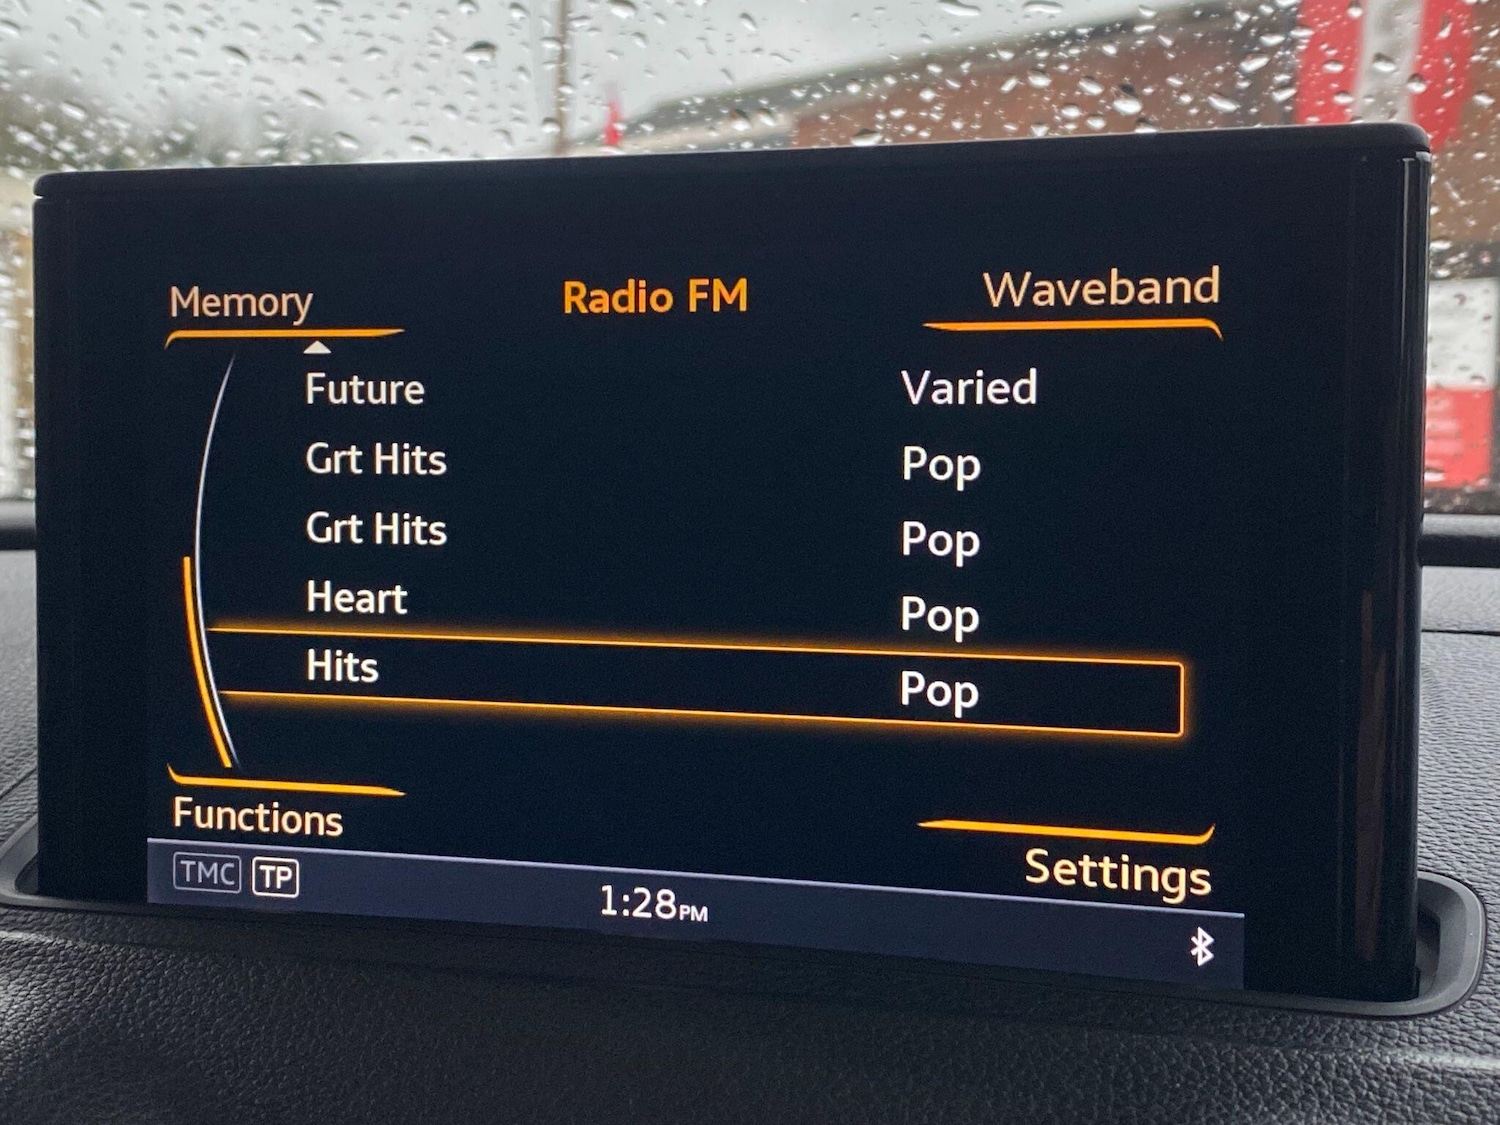 Memory Radio FM Waveband
Future Varied
Grt Hits Pop
Grt Hits Pop
Heart Pop
Hits Pop
Functions Settings
TMC TP 1:28PM